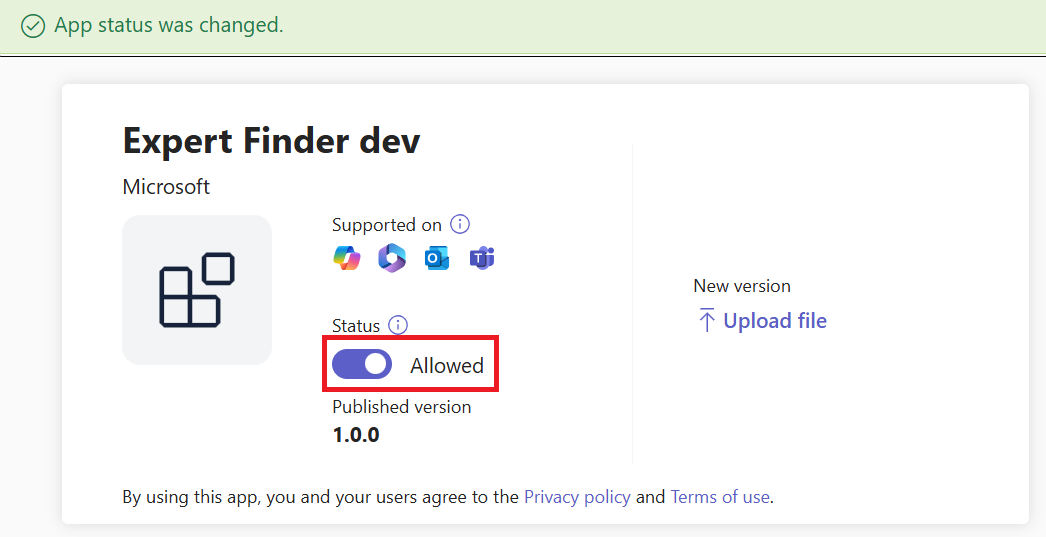 App status was changed.
Expert Finder dev
Microsoft
Supported on
Status
Allowed
Published version
1.0.0
New version
Upload file
By using this app, you and your users agree to the Privacy policy and Terms of use.